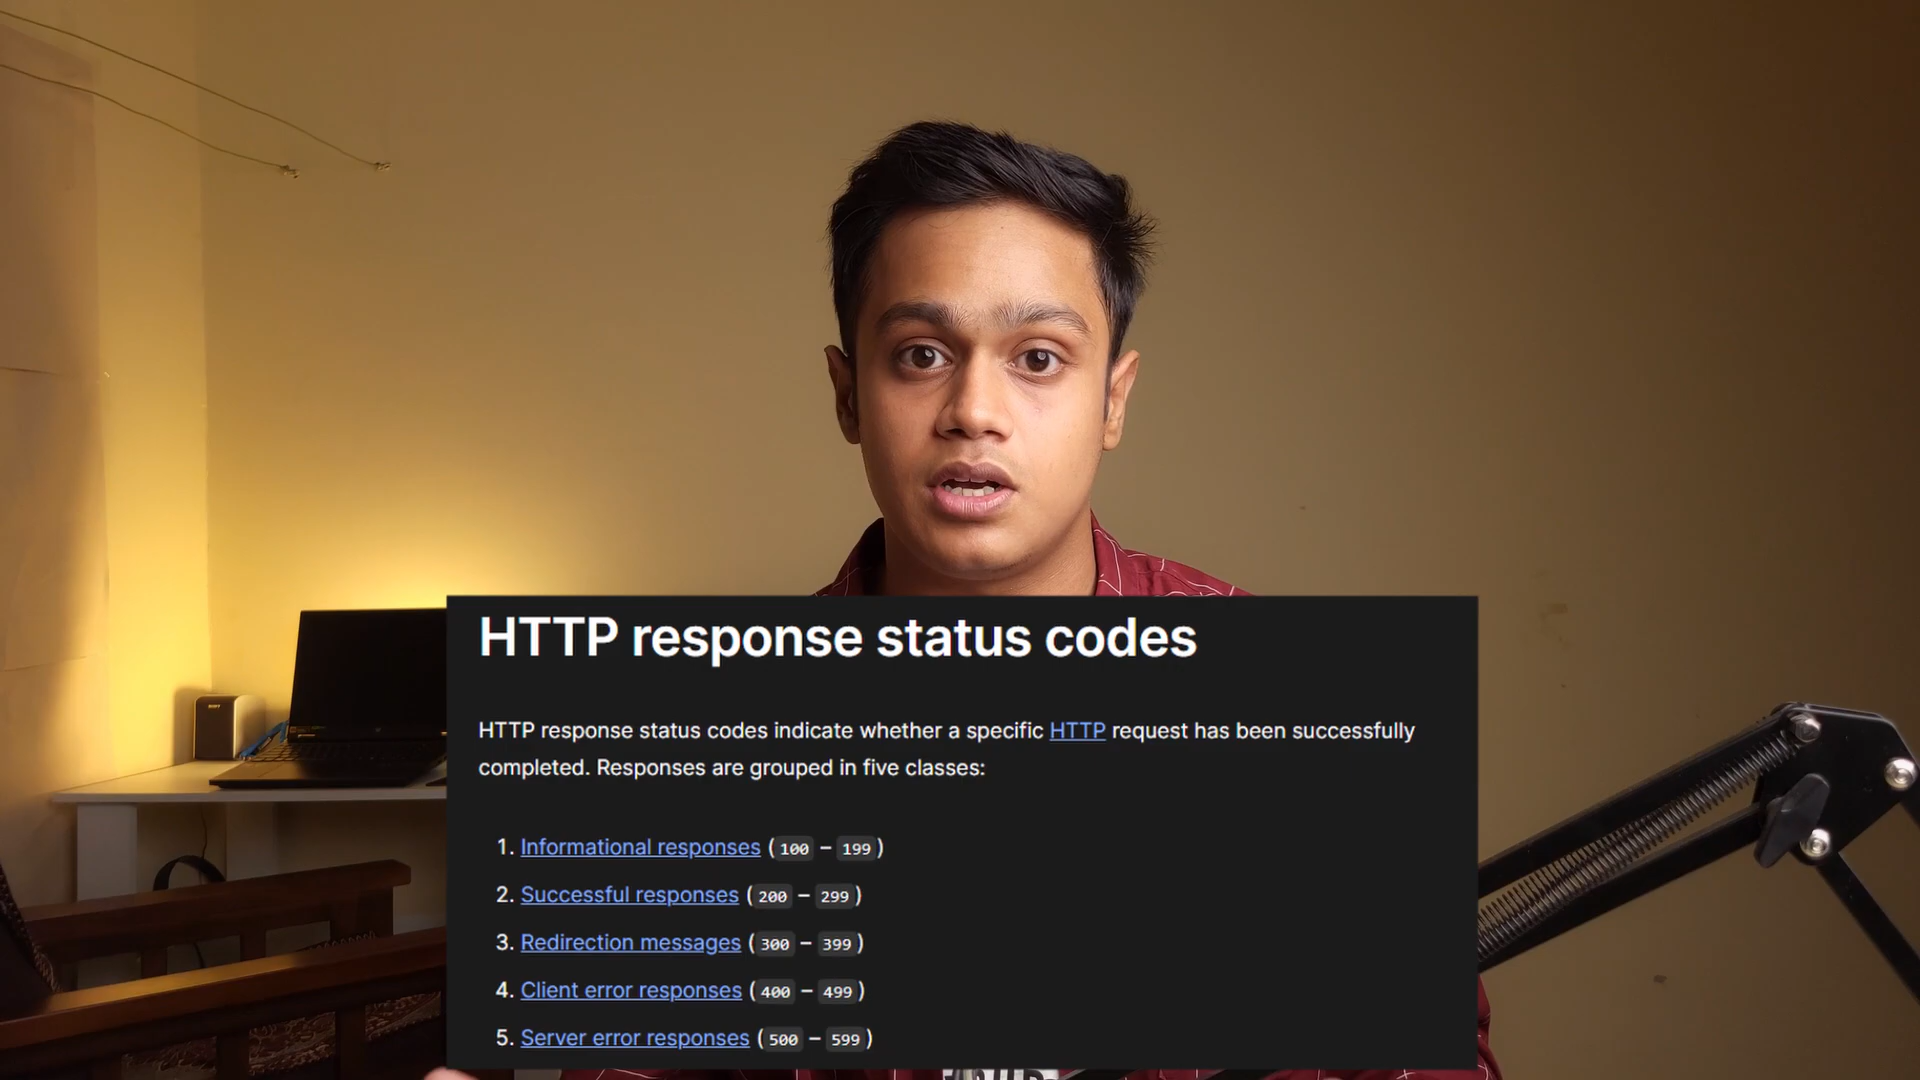 SONY
HTTP response status codes
HTTP response status codes indicate whether a specific HTTP request has been successfully
completed. Responses are grouped in five classes:
1. Informational responses (100 – 199)
2. Successful responses (200 – 299)
3. Redirection messages (300 – 399)
4. Client error responses (400 – 499)
5. Server error responses (500 – 599)